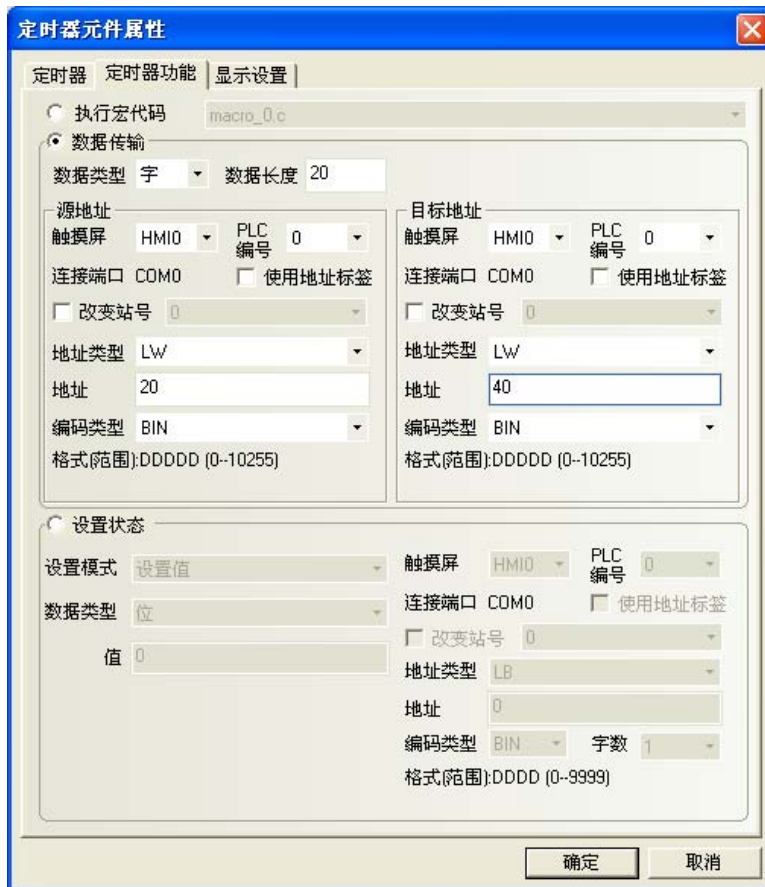 定时器元件属性
定时器 定时器功能 显示设置
执行宏代码 macro_0.c
数据传输
数据类型 字 数据长度 20
源地址
触摸屏 HMI0 PLC编号 0
连接端口 COM0 使用地址标签
改变站号 0
地址类型 LW
地址 20
编码类型 BIN
格式(范围):DDDDD (0--10255)
目标地址
触摸屏 HMI0 PLC编号 0
连接端口 COM0 使用地址标签
改变站号 0
地址类型 LW
地址 40
编码类型 BIN
格式(范围):DDDDD (0--10255)
设置状态
设置模式 设置值
数据类型 位
值 0
触摸屏 HMI0 PLC编号 0
连接端口 COM0 使用地址标签
改变站号 0
地址类型 LB
地址 0
编码类型 BIN 字数 1
格式(范围):DDDD (0--9999)
确定 取消